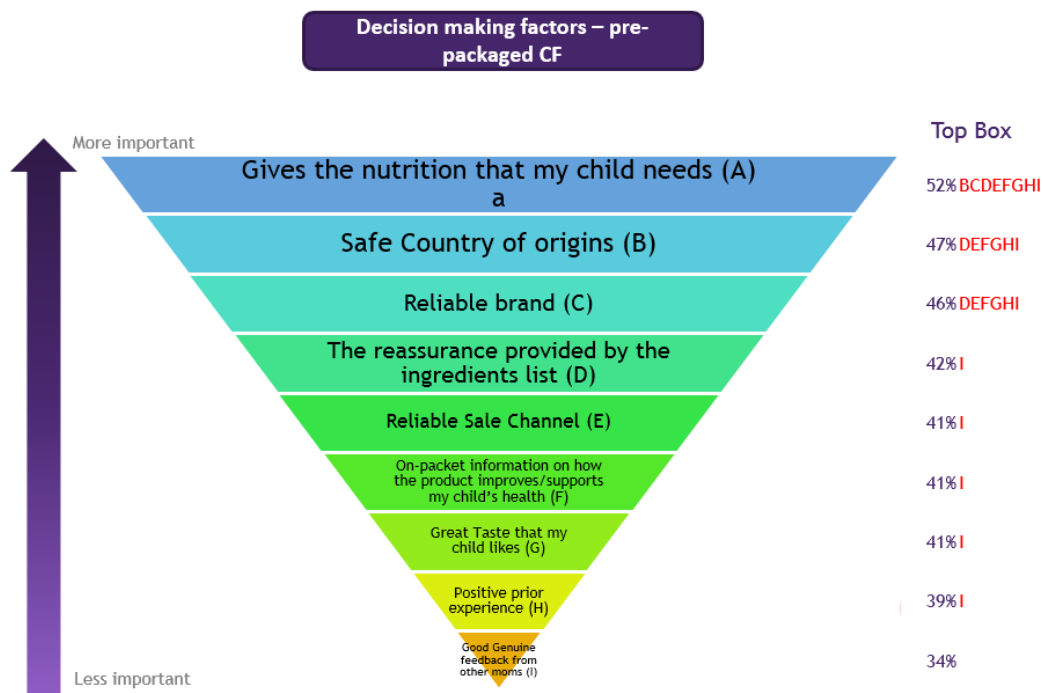 Decision making factors – pre-
packaged CF
More important
Top Box
Gives the nutrition that my child needs (A)
a
52% BCDEFGHI
Safe Country of origins (B)
47% DEFGHI
Reliable brand (C)
46% DEFGHI
The reassurance provided by the
ingredients list (D)
42% I
Reliable Sale Channel (E)
41% I
On-packet information on how
the product improves/supports
my child's health (F)
41% I
Great Taste that my
child likes (G)
41% I
Positive prior
experience (H)
39% I
Good Genuine
feedback from
other moms (I)
34%
Less important